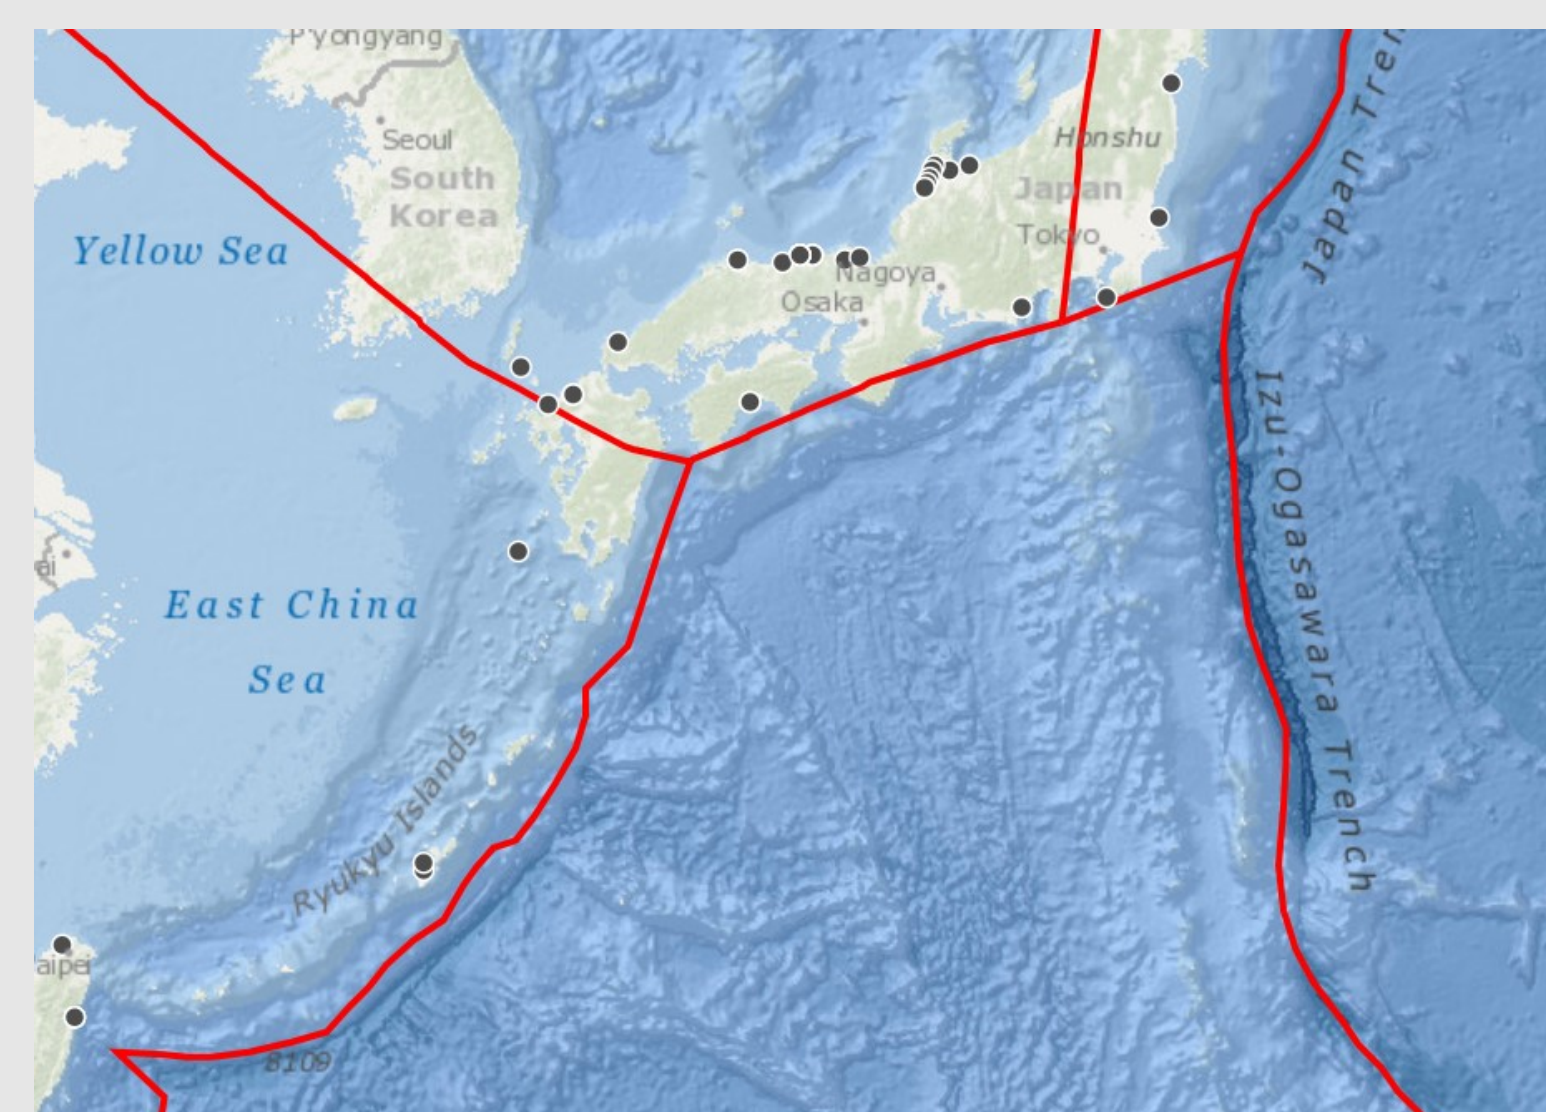 P'yongyang
Seoul
South
Korea
Yellow Sea
Honshu
Japan
Tokyo
Nagoya
Osaka
Japan Tren
Izu-Ogasawara Trench
ai
East China
Sea
Ryukyu Islands
aipei
8109